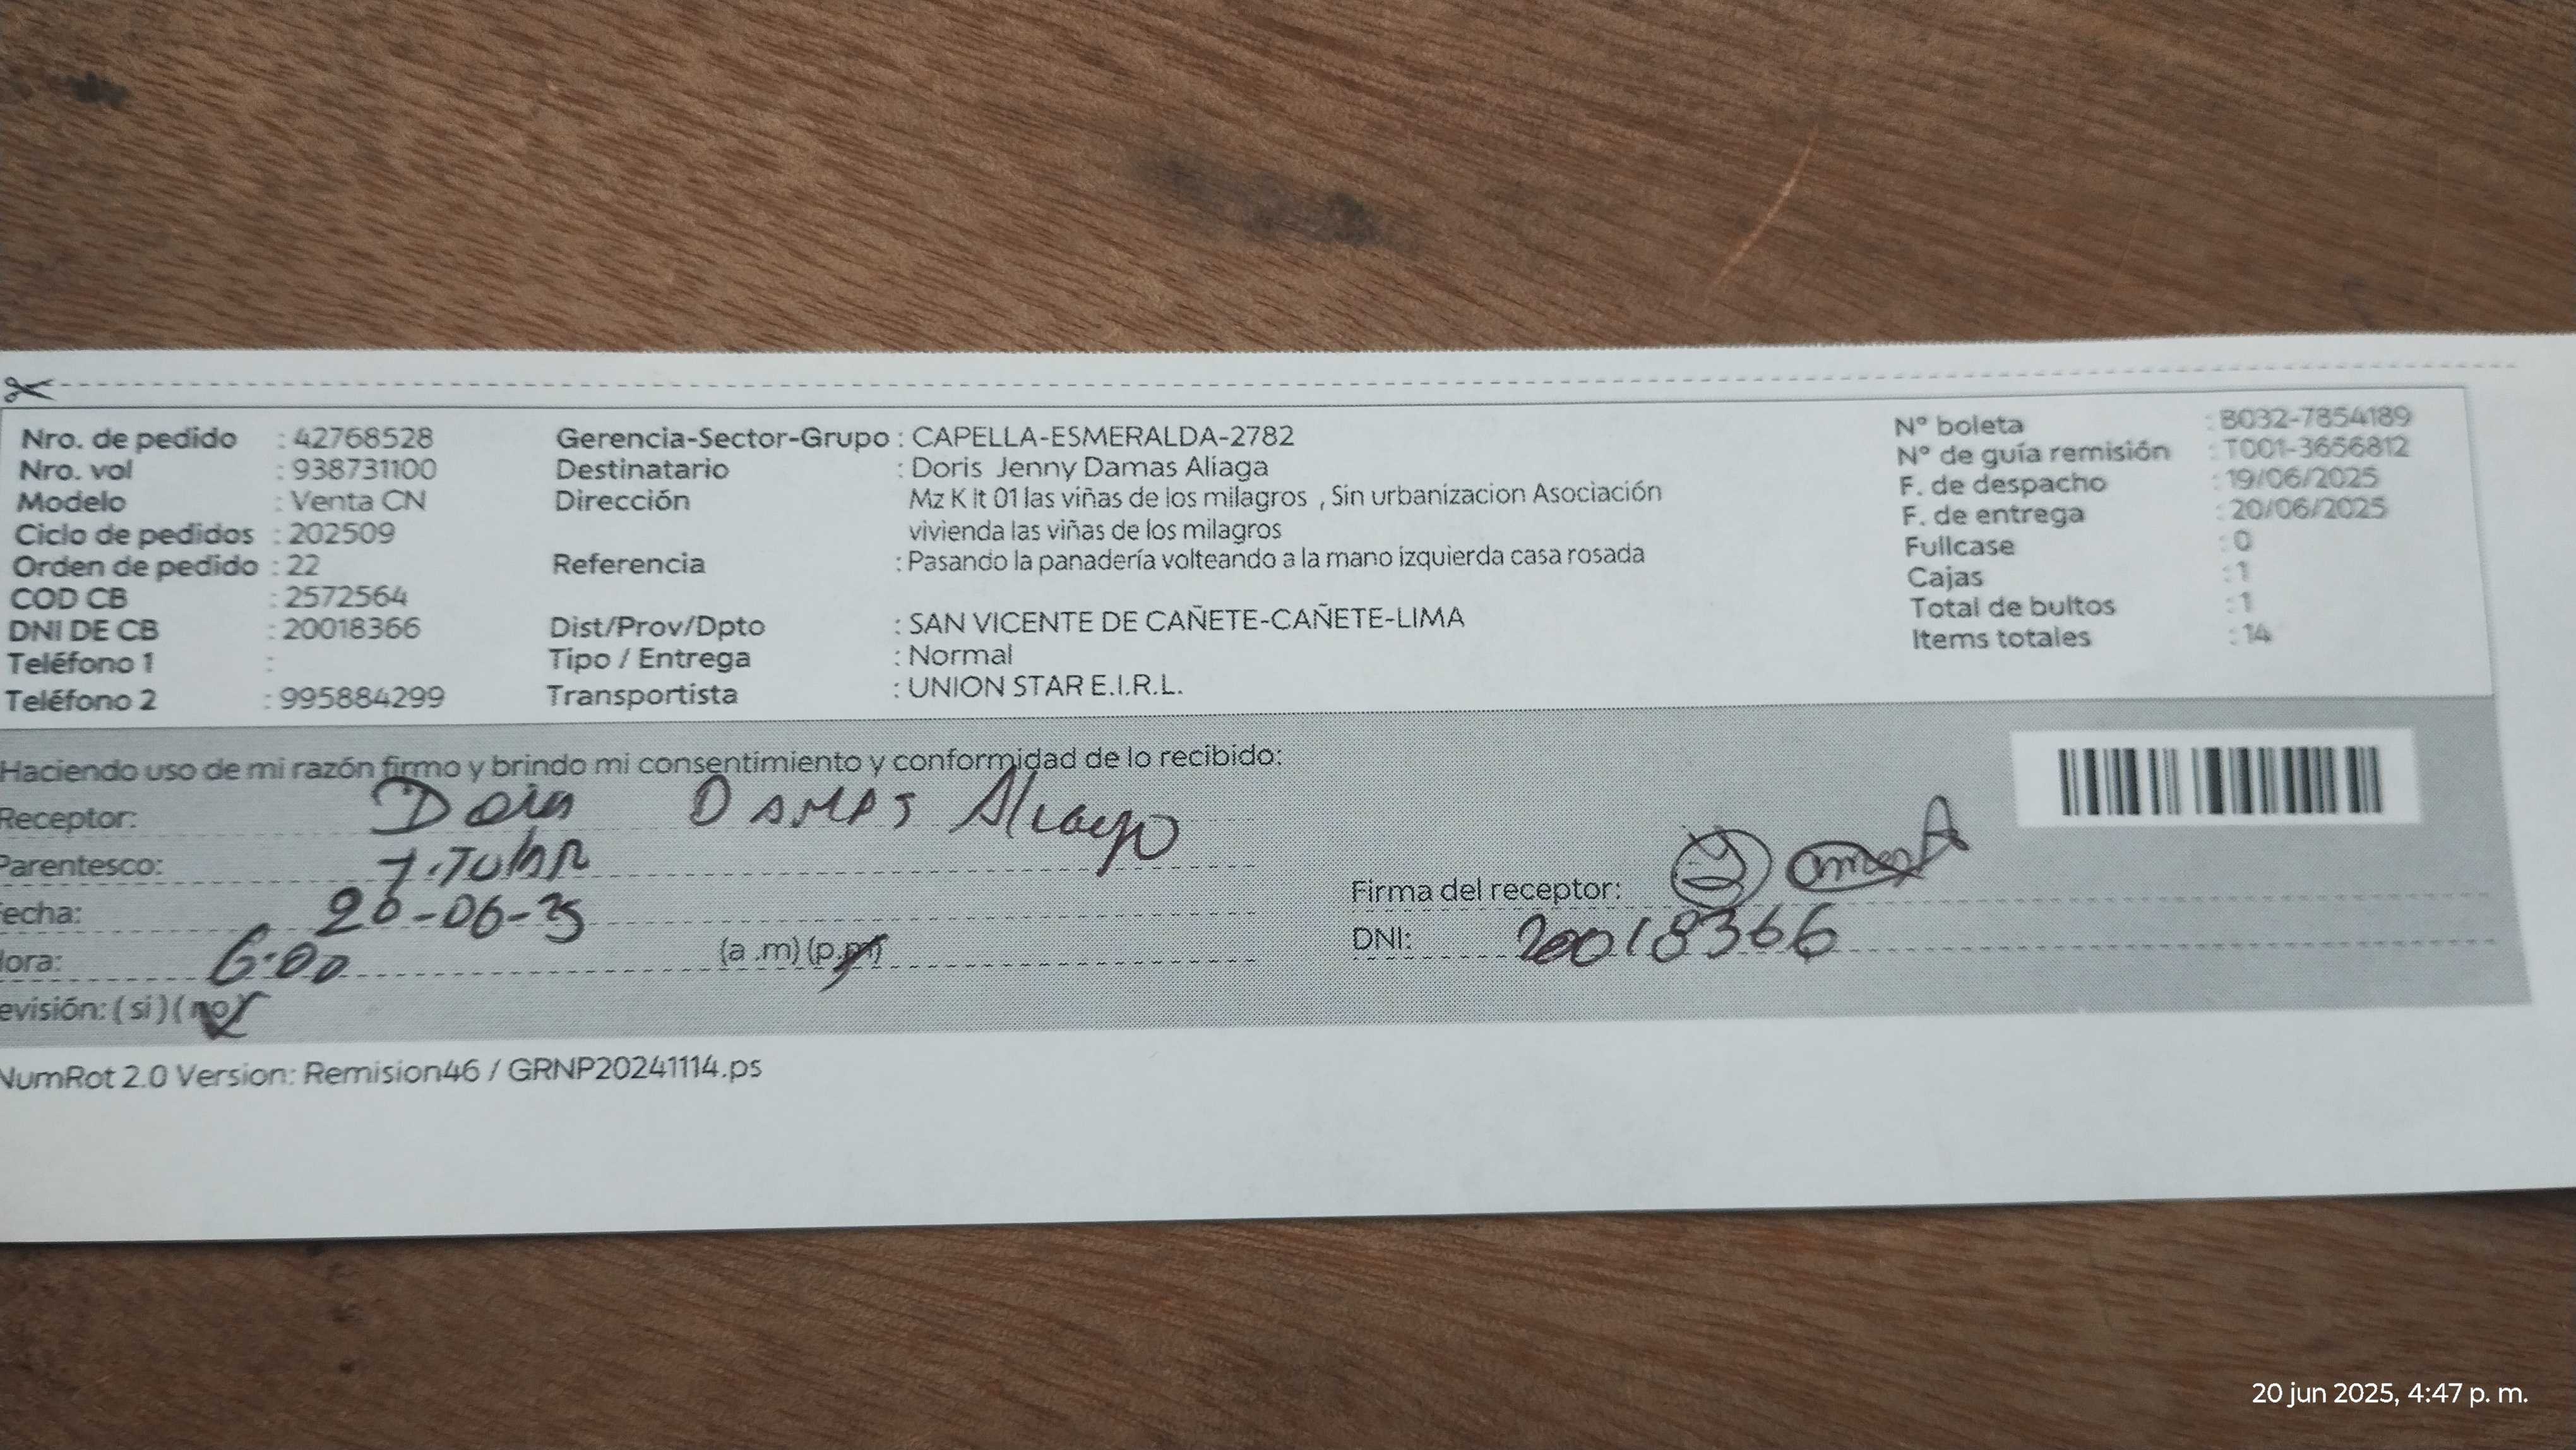 Nro. de pedido : 42768528
Nro. vol : 938731100
Modelo : Venta CN
Ciclo de pedidos : 202509
Orden de pedido : 22
COD CB : 2572564
DNI DE CB : 20018366
Teléfono 1 :
Teléfono 2 : 995884299
Gerencia-Sector-Grupo : CAPELLA-ESMERALDA-2782
Destinatario : Doris Jenny Damas Aliaga
Dirección Mz K lt 01 las viñas de los milagros , Sin urbanizacion Asociación
vivienda las viñas de los milagros
Referencia : Pasando la panadería volteando a la mano izquierda casa rosada
Dist/Prov/Dpto : SAN VICENTE DE CAÑETE-CAÑETE-LIMA
Tipo / Entrega : Normal
Transportista : UNION STAR E.I.R.L.
N° boleta : B032-7854189
N° de guía remisión : T001-3656812
F. de despacho : 19/06/2025
F. de entrega : 20/06/2025
Fullcase : 0
Cajas : 1
Total de bultos : 1
Items totales : 14
Haciendo uso de mi razón firmo y brindo mi consentimiento y conformidad de lo recibido:
Receptor: Doris DAMAS Aliaga
Parentesco: TITULAR
echa: 20-06-25
ora: 6:00 (a .m) (p.m)
evisión: ( si ) ( no )
Firma del receptor:
DNI: 20018366
NumRot 2.0 Version: Remision46 / GRNP20241114.ps
20 jun 2025, 4:47 p. m.